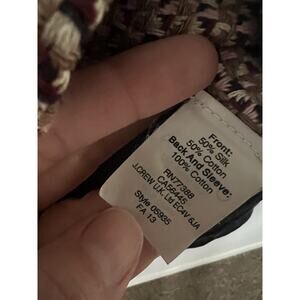 Front:
50% Silk
50% Cotton
Back And Sleeve:
100% Cotton
RN77388
CA56445
J.CREW U.K. Ltd EC4V 6JA
Style 05935
FA 13